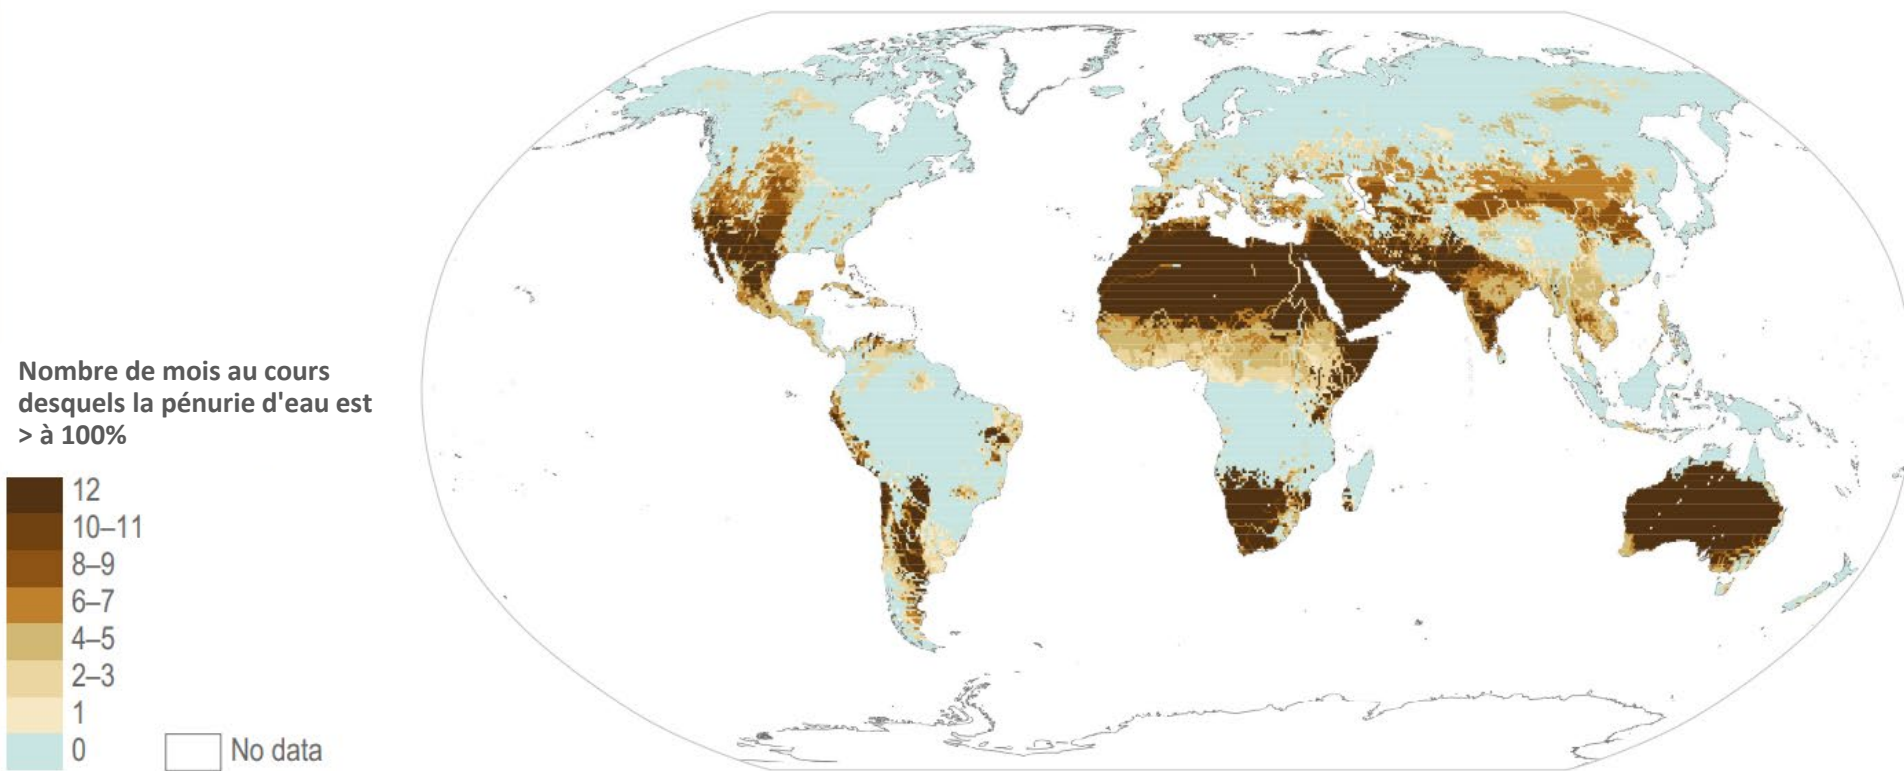 Nombre de mois au cours
desquels la pénurie d'eau est
> à 100%
12
10–11
8–9
6–7
4–5
2–3
1
0
No data